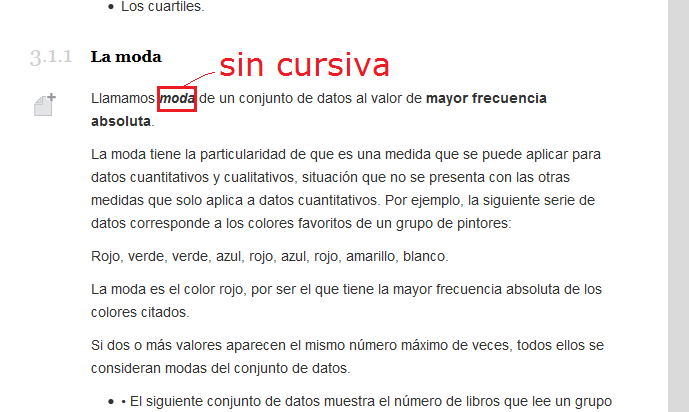 • Los cuartiles.
3.1.1 La moda
sin cursiva
Llamamos moda de un conjunto de datos al valor de mayor frecuencia
absoluta.
La moda tiene la particularidad de que es una medida que se puede aplicar para
datos cuantitativos y cualitativos, situación que no se presenta con las otras
medidas que solo aplica a datos cuantitativos. Por ejemplo, la siguiente serie de
datos corresponde a los colores favoritos de un grupo de pintores:
Rojo, verde, verde, azul, rojo, azul, rojo, amarillo, blanco.
La moda es el color rojo, por ser el que tiene la mayor frecuencia absoluta de los
colores citados.
Si dos o más valores aparecen el mismo número máximo de veces, todos ellos se
consideran modas del conjunto de datos.
• • El siguiente conjunto de datos muestra el número de libros que lee un grupo